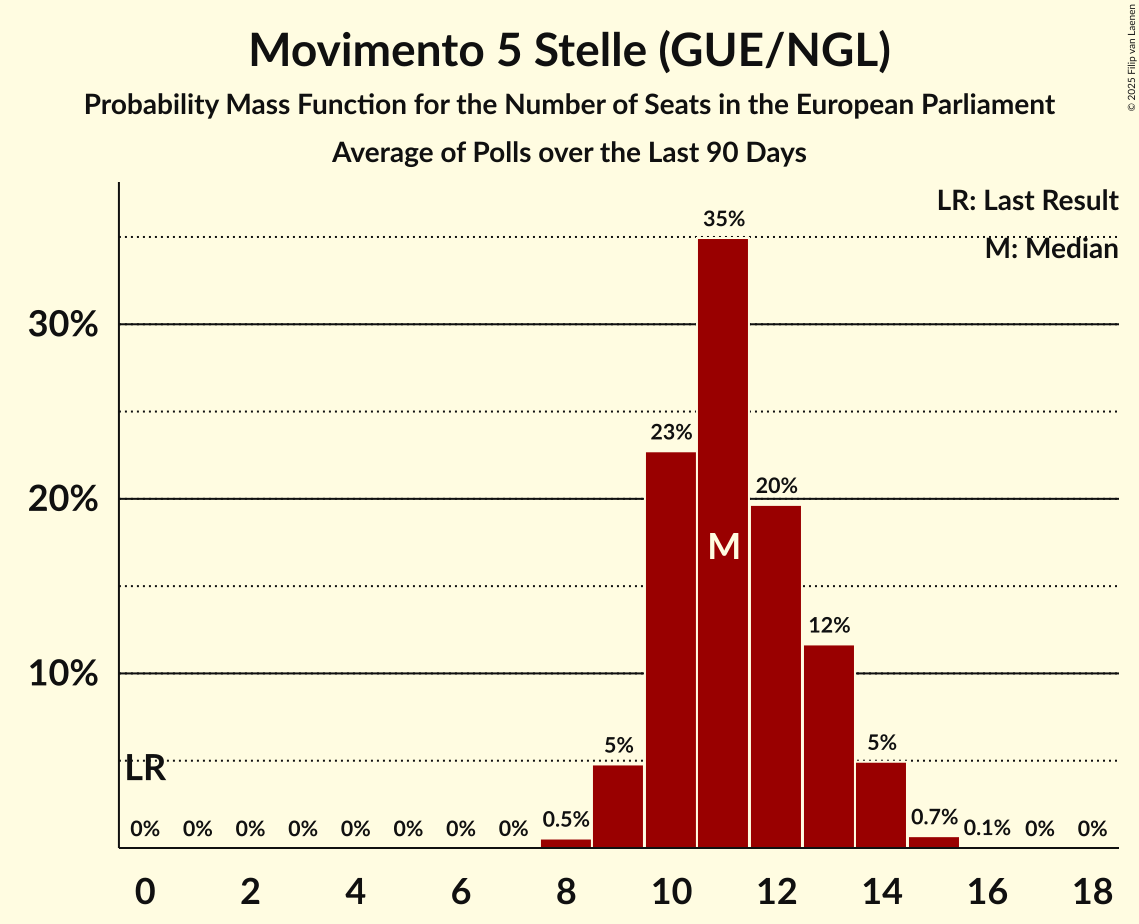 Movimento 5 Stelle (GUE/NGL)
Probability Mass Function for the Number of Seats in the European Parliament
Average of Polls over the Last 90 Days
© 2025 Filip van Laenen
LR: Last Result
M: Median
35%
30%
23%
20%
20%
M
12%
10%
LR
5%
5%
0% 0% 0% 0% 0% 0% 0% 0% 0.5% 0.7% 0.1% 0% 0%
0 2 4 6 8 10 12 14 16 18